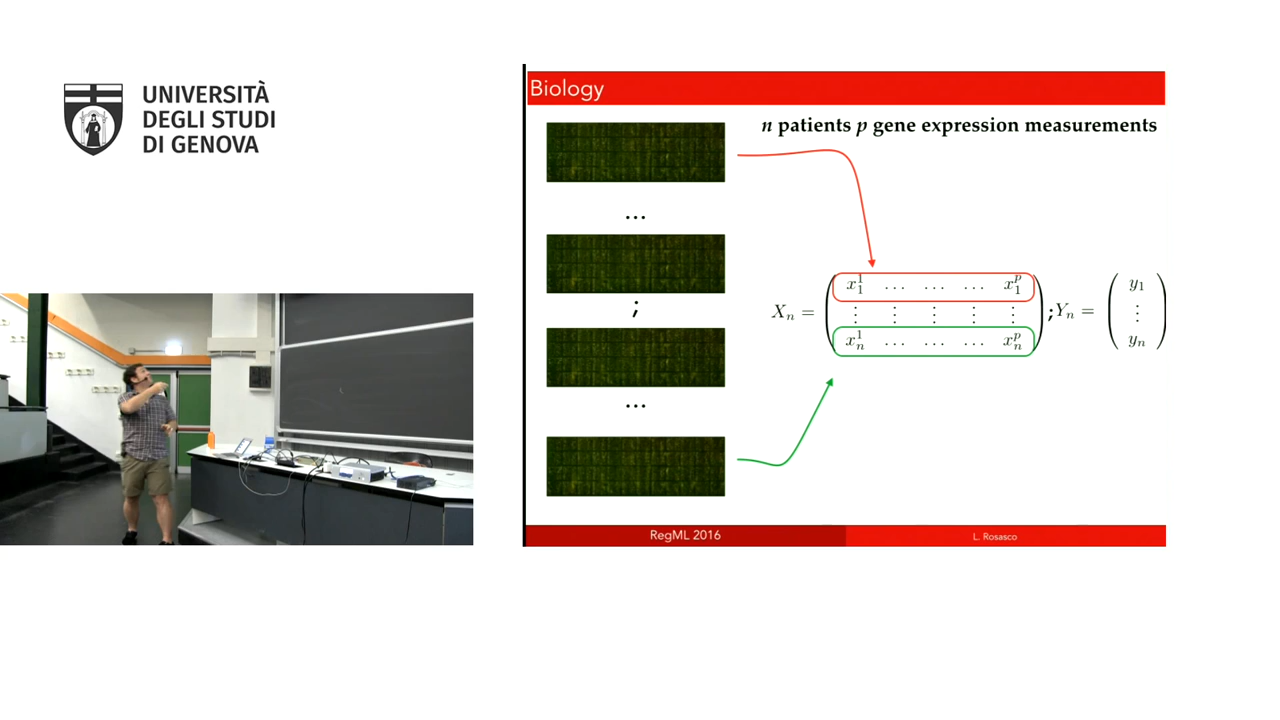 UNIVERSITÀ
DEGLI STUDI
DI GENOVA
Biology
n patients p gene expression measurements
...
;
...
X_n = ( x_1^1 ... ... ... x_1^p
⋮ ⋮ ⋮ ⋮ ⋮
x_n^1 ... ... ... x_n^p ) ; Y_n = ( y_1
⋮
y_n )
RegML 2016
L. Rosasco